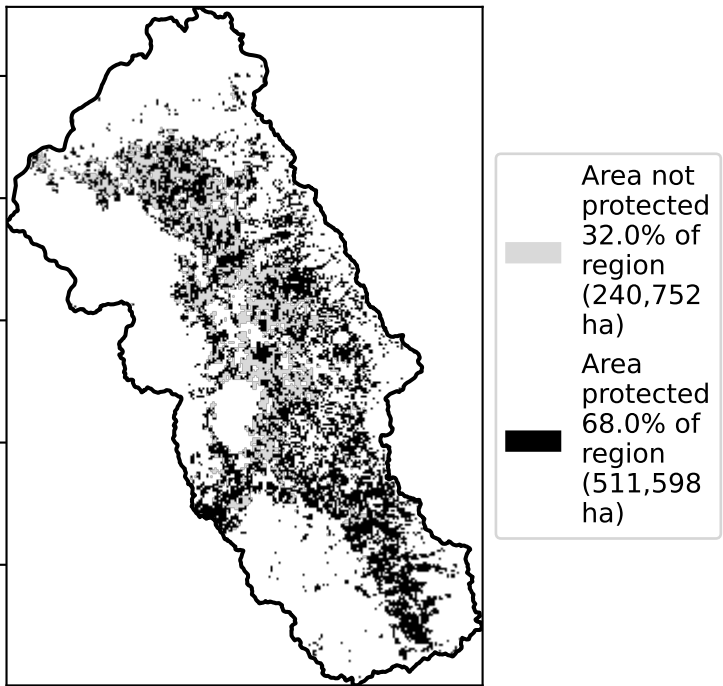 Area not
protected
32.0% of
region
(240,752
ha)
Area
protected
68.0% of
region
(511,598
ha)